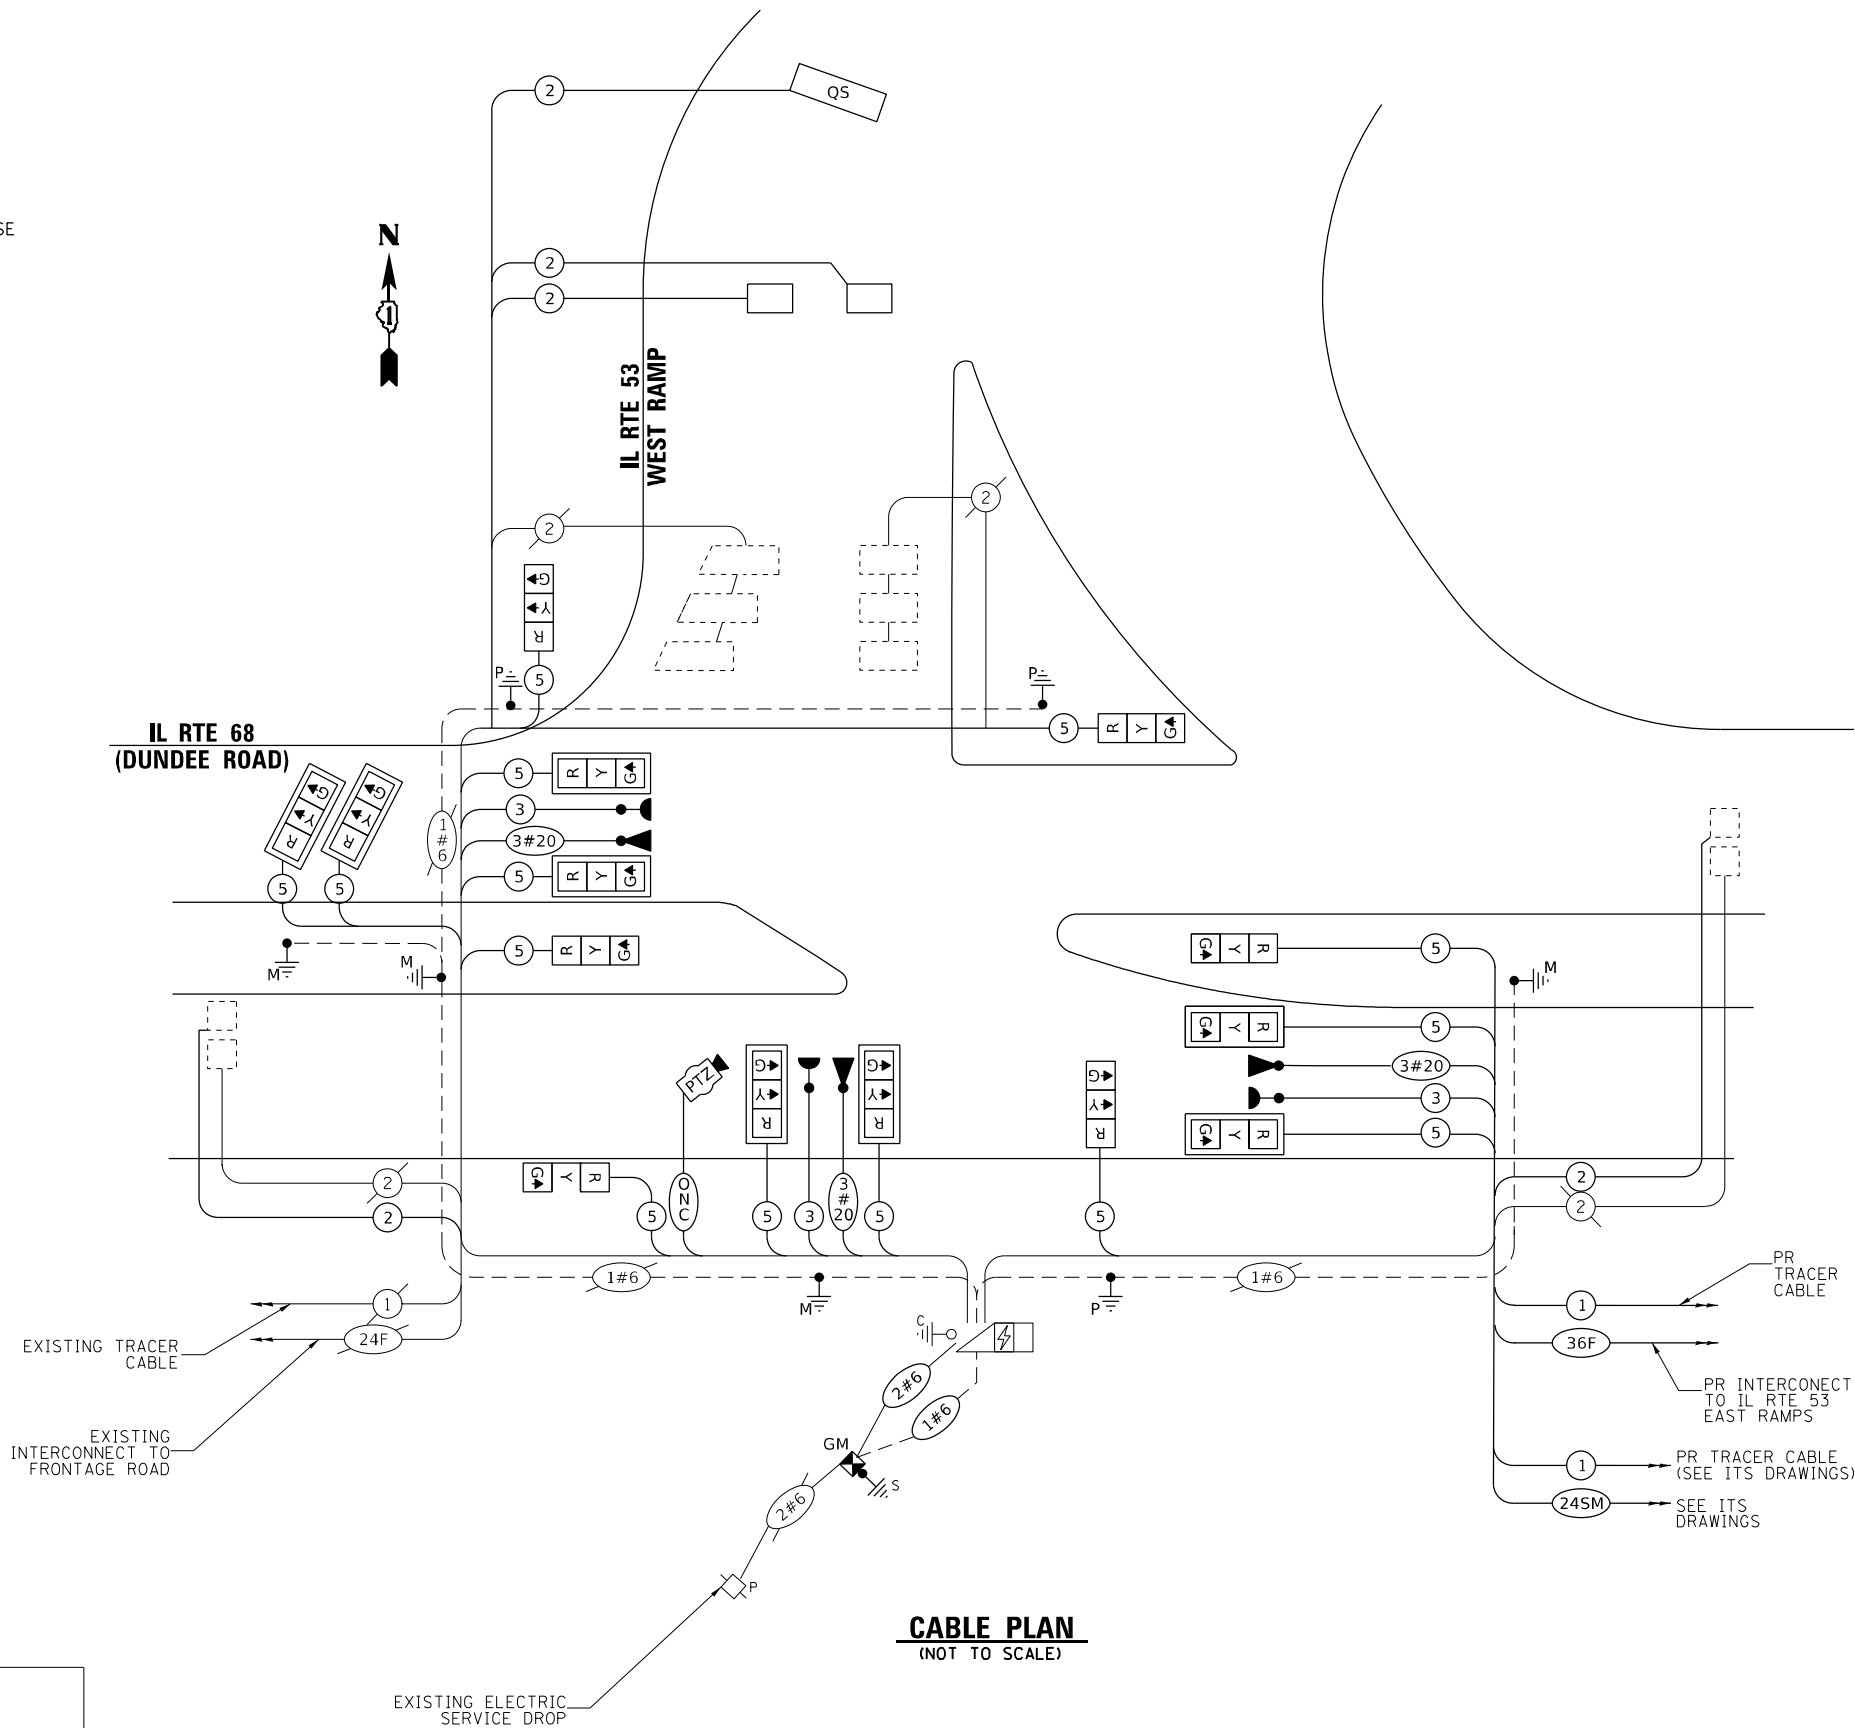 2
QS
SE
N
1
2
2
IL RTE 53
WEST RAMP
2
2
G
Y
R
P
5
P
IL RTE 68
(DUNDEE ROAD)
5
R Y G
5
R Y G
3
3#20
5
R Y G
1#6
G
Y
R
G
Y
R
5
5
5
R Y G
M
M
G Y R
5
M
G Y R
5
3#20
3
G Y R
5
PTZ
G
Y
R
G
Y
R
G
Y
R
G Y R
5
ONC
5
3
3#20
5
5
2
2
2
2
1#6
M
P
1#6
1
24F
EXISTING TRACER
CABLE
EXISTING
INTERCONNECT TO
FRONTAGE ROAD
C
2#6
1#6
GM
S
2#6
P
1
PR
TRACER
CABLE
36F
PR INTERCONECT
TO IL RTE 53
EAST RAMPS
1
PR TRACER CABLE
(SEE ITS DRAWINGS)
24SM
SEE ITS
DRAWINGS
CABLE PLAN
(NOT TO SCALE)
EXISTING ELECTRIC
SERVICE DROP